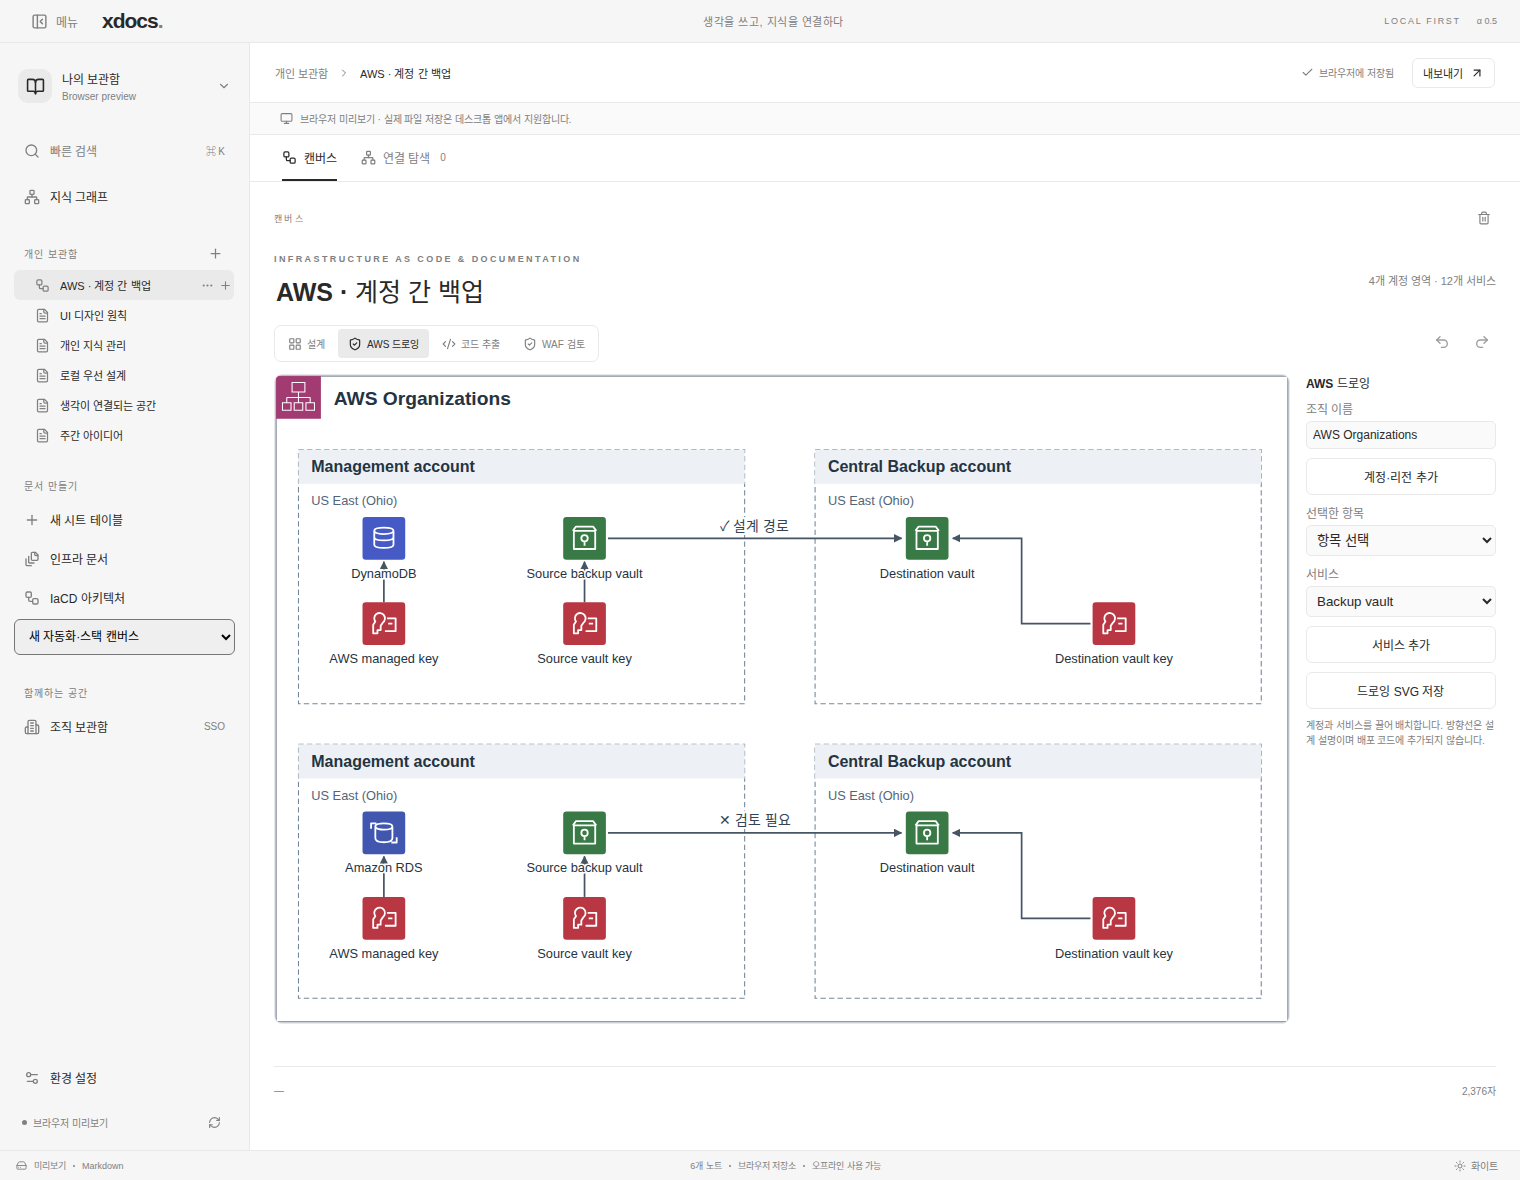 메뉴
xdocs.
생각을 쓰고, 지식을 연결하다
LOCAL FIRST
α 0.5
나의 보관함
Browser preview
빠른 검색
⌘K
지식 그래프
개인 보관함
AWS · 계정 간 백업
UI 디자인 원칙
개인 지식 관리
로컬 우선 설계
생각이 연결되는 공간
주간 아이디어
문서 만들기
새 시트 테이블
인프라 문서
IaCD 아키텍처
새 자동화·스택 캔버스
함께하는 공간
조직 보관함
SSO
환경 설정
브라우저 미리보기
개인 보관함
AWS · 계정 간 백업
브라우저에 저장됨
내보내기
브라우저 미리보기 · 실제 파일 저장은 데스크톱 앱에서 지원합니다.
캔버스
연결 탐색 0
캔버스
INFRASTRUCTURE AS CODE & DOCUMENTATION
AWS · 계정 간 백업
4개 계정 영역 · 12개 서비스
설계
AWS 드로잉
코드 추출
WAF 검토
AWS Organizations
Management account
US East (Ohio)
DynamoDB
Source backup vault
AWS managed key
Source vault key
✓ 설계 경로
Central Backup account
US East (Ohio)
Destination vault
Destination vault key
Management account
US East (Ohio)
Amazon RDS
Source backup vault
AWS managed key
Source vault key
✕ 검토 필요
Central Backup account
US East (Ohio)
Destination vault
Destination vault key
AWS 드로잉
조직 이름
AWS Organizations
계정·리전 추가
선택한 항목
항목 선택
서비스
Backup vault
서비스 추가
드로잉 SVG 저장
계정과 서비스를 끌어 배치합니다. 방향선은 설
계 설명이며 배포 코드에 추가되지 않습니다.
—
2,376자
미리보기 · Markdown
6개 노트 · 브라우저 저장소 · 오프라인 사용 가능
화이트